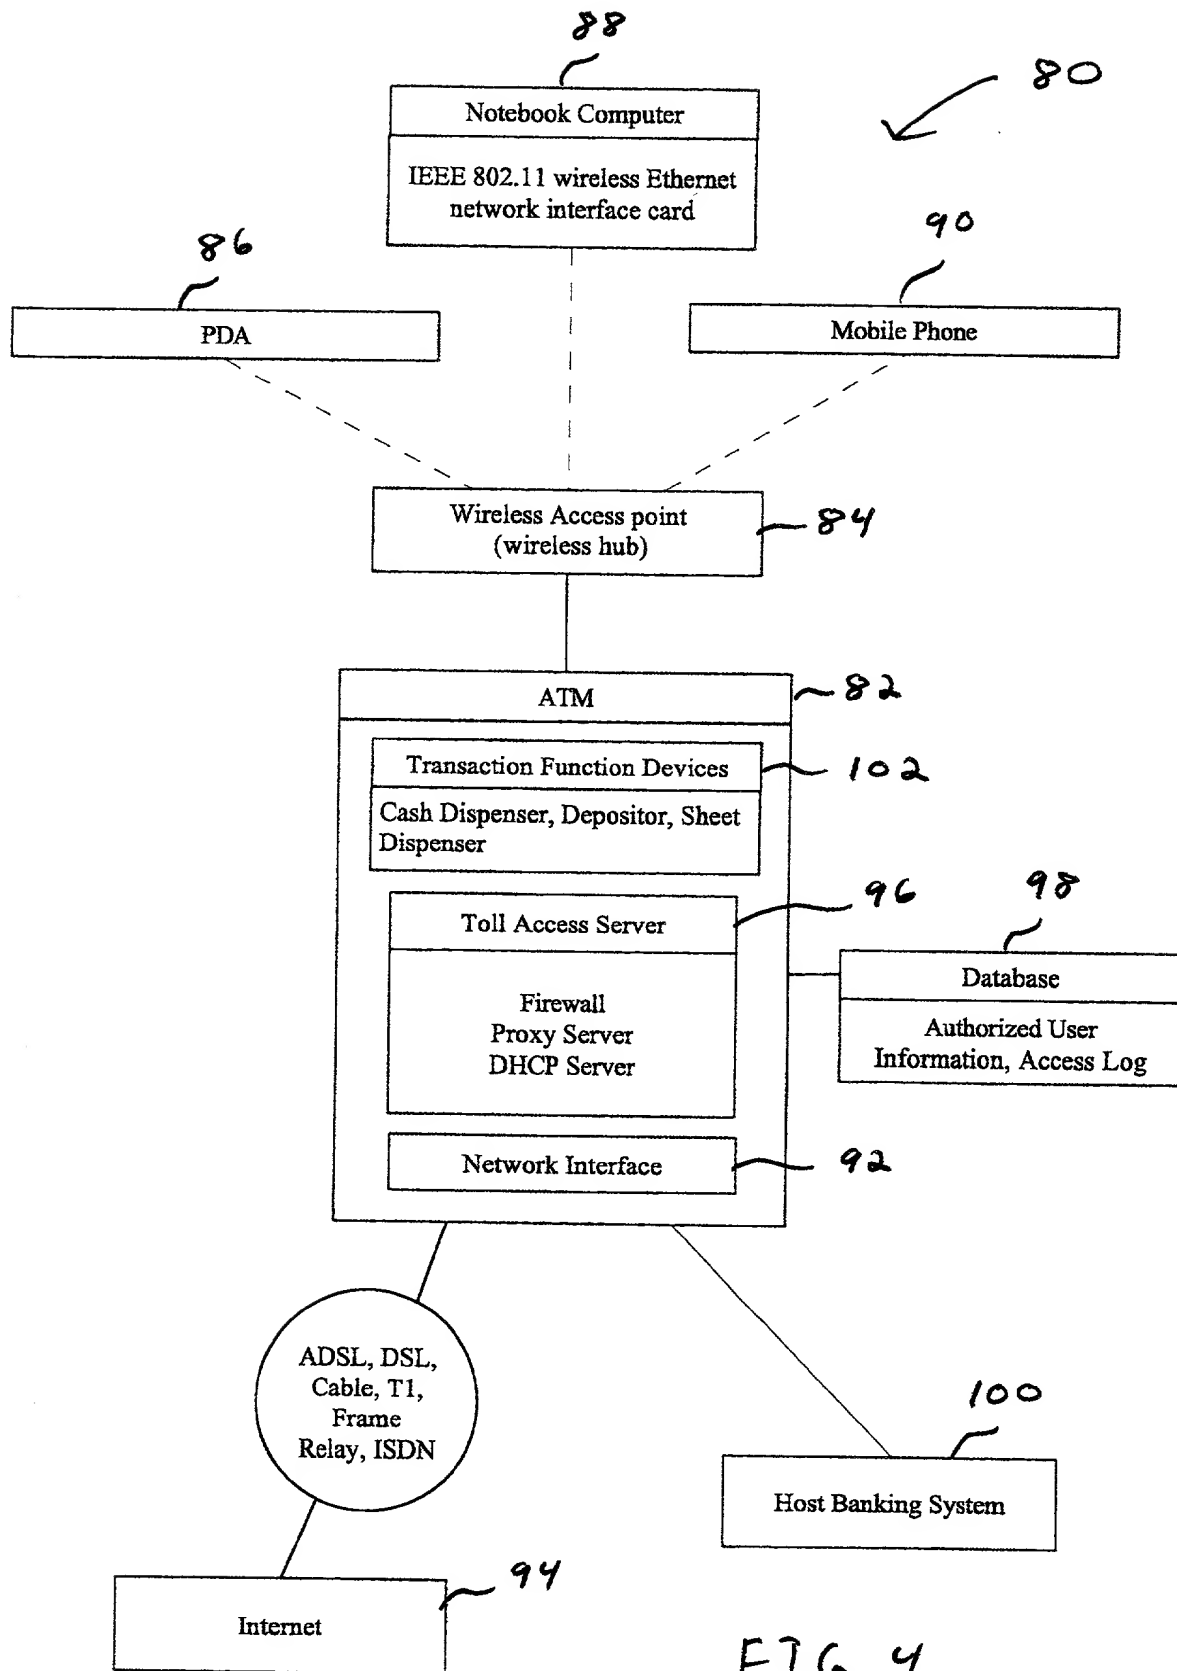 88
80
Notebook Computer
IEEE 802.11 wireless Ethernet
network interface card
86
90
PDA
Mobile Phone
Wireless Access point
(wireless hub)
84
ATM
82
Transaction Function Devices
102
Cash Dispenser, Depositor, Sheet
Dispenser
96
98
Toll Access Server
Database
Firewall
Proxy Server
DHCP Server
Authorized User
Information, Access Log
Network Interface
92
ADSL, DSL,
Cable, T1,
Frame
Relay, ISDN
100
Host Banking System
94
Internet
FIG 4